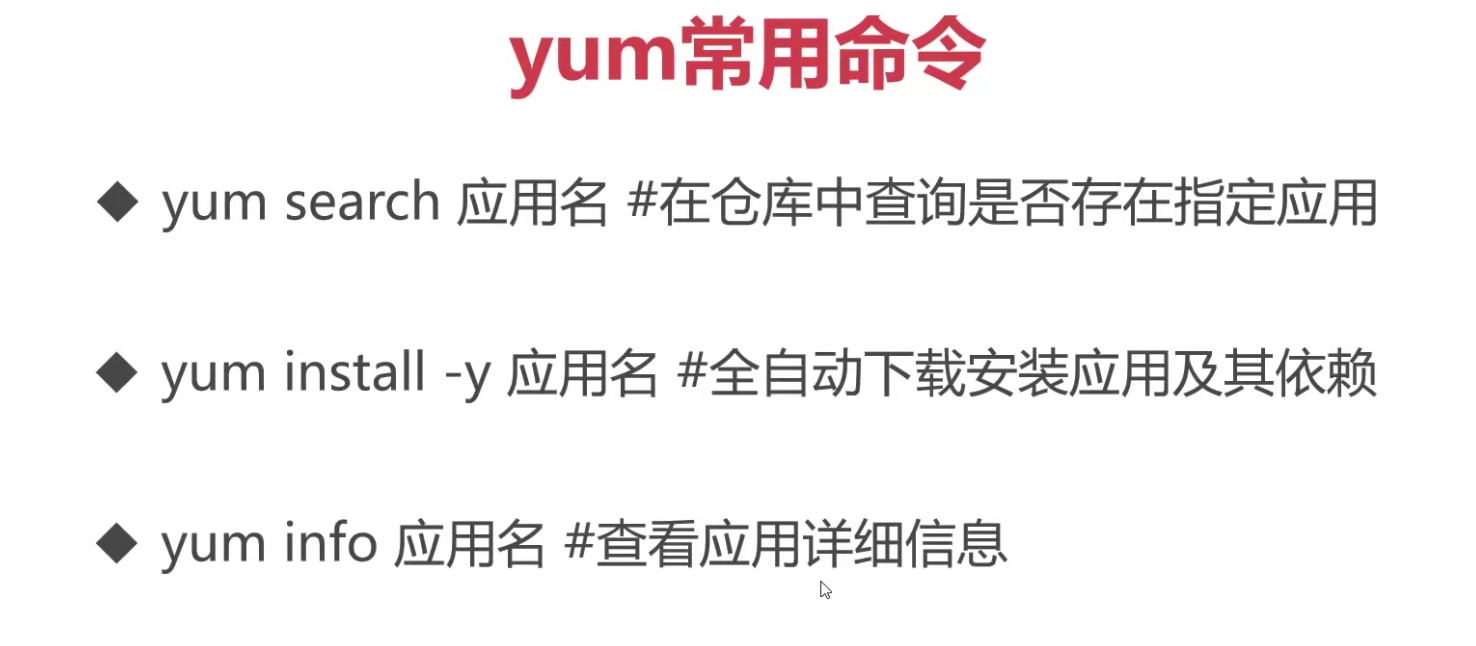 yum常用命令
◆ yum search 应用名 #在仓库中查询是否存在指定应用
◆ yum install -y 应用名 #全自动下载安装应用及其依赖
◆ yum info 应用名 #查看应用详细信息